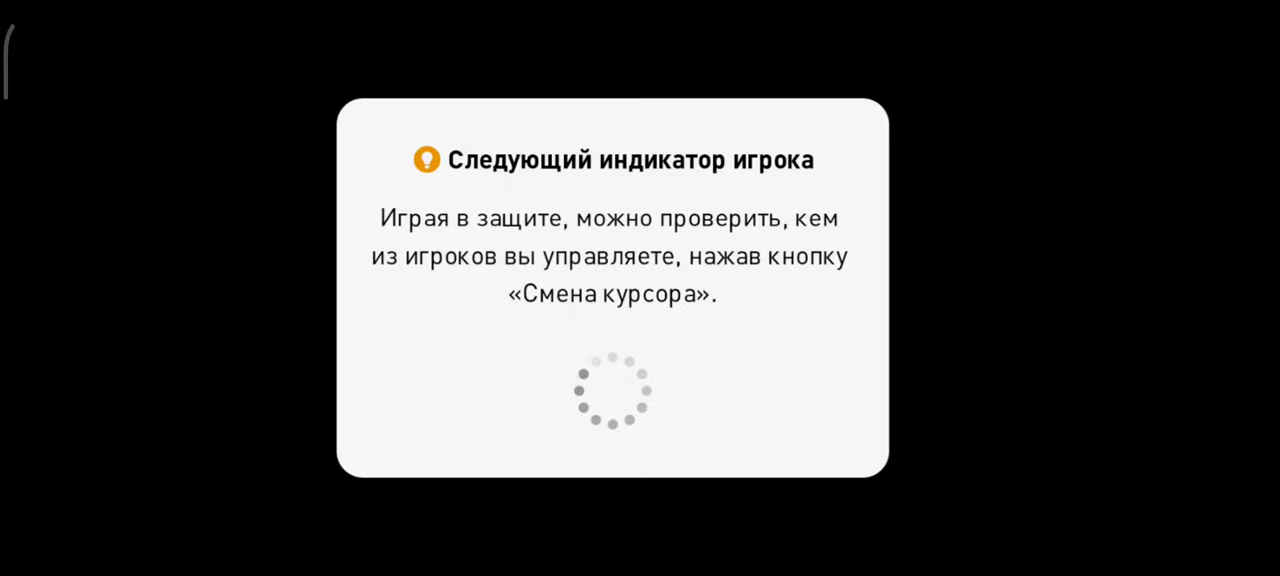 Следующий индикатор игрока
Играя в защите, можно проверить, кем
из игроков вы управляете, нажав кнопку
«Смена курсора».